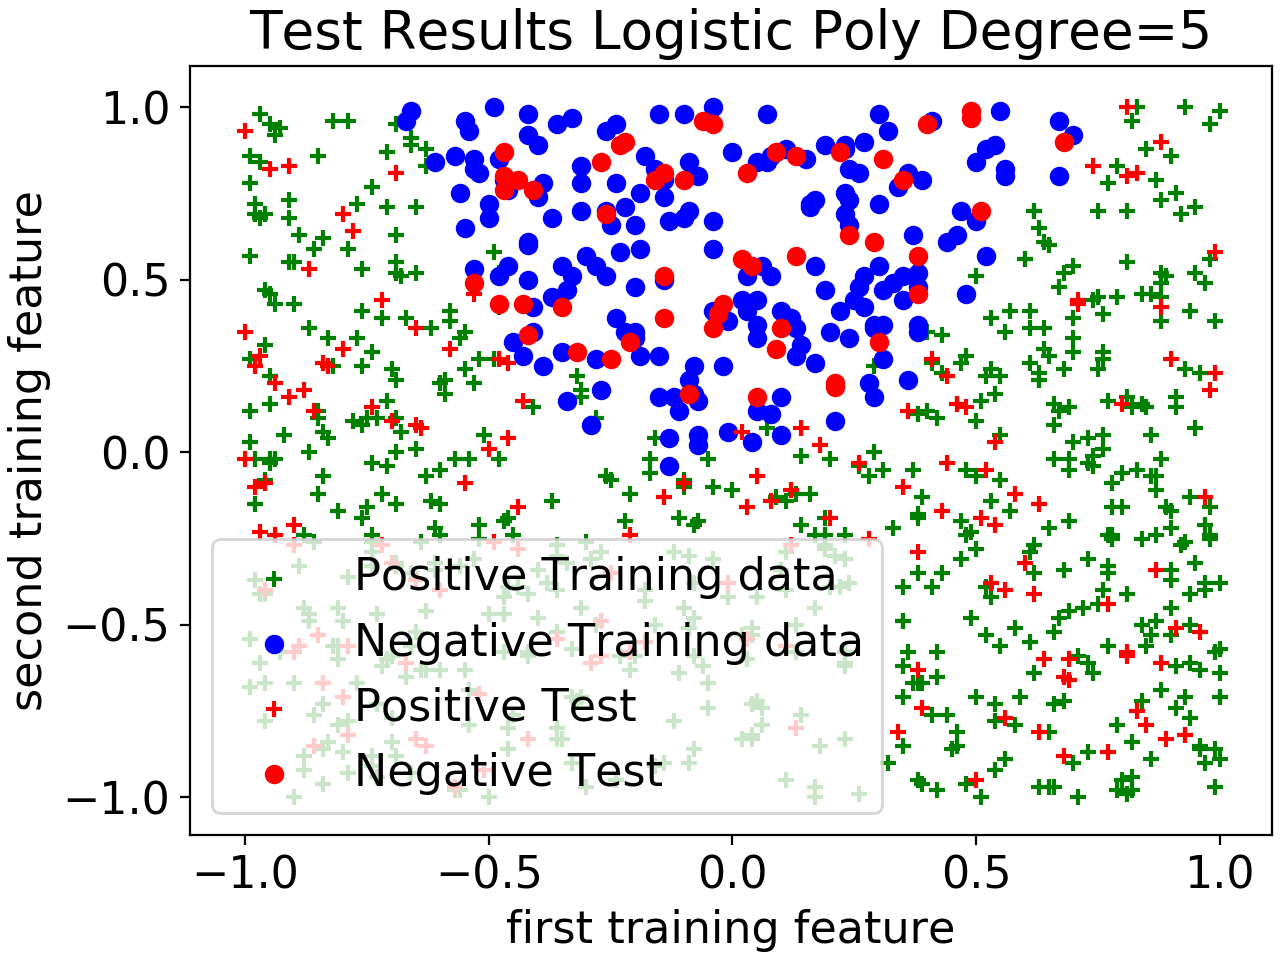 Test Results Logistic Poly Degree=5
1.0
0.5
0.0
−0.5
−1.0
second training feature
Positive Training data
Negative Training data
Positive Test
Negative Test
−1.0 −0.5 0.0 0.5 1.0
first training feature